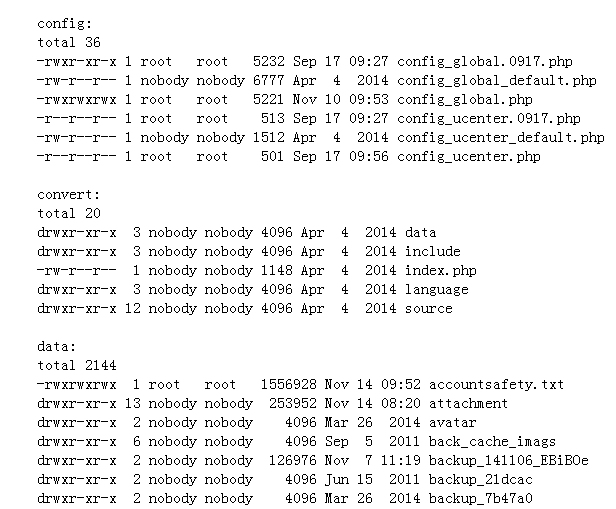 config:
total 36
-rwxr-xr-x 1 root   root   5232 Sep 17 09:27 config_global.0917.php
-rw-r--r-- 1 nobody nobody 6777 Apr  4  2014 config_global_default.php
-rwxrwxrwx 1 root   root   5221 Nov 10 09:53 config_global.php
-r--r--r-- 1 root   root    513 Sep 17 09:27 config_ucenter.0917.php
-rw-r--r-- 1 nobody nobody 1512 Apr  4  2014 config_ucenter_default.php
-r--r--r-- 1 root   root    501 Sep 17 09:56 config_ucenter.php
convert:
total 20
drwxr-xr-x  3 nobody nobody 4096 Apr  4  2014 data
drwxr-xr-x  3 nobody nobody 4096 Apr  4  2014 include
-rw-r--r--  1 nobody nobody 1148 Apr  4  2014 index.php
drwxr-xr-x  3 nobody nobody 4096 Apr  4  2014 language
drwxr-xr-x 12 nobody nobody 4096 Apr  4  2014 source
data:
total 2144
-rwxrwxrwx  1 root   root   1556928 Nov 14 09:52 accountsafety.txt
drwxr-xr-x 13 nobody nobody  253952 Nov 14 08:20 attachment
drwxr-xr-x  2 nobody nobody    4096 Mar 26  2014 avatar
drwxr-xr-x  6 nobody nobody    4096 Sep  5  2011 back_cache_imags
drwxr-xr-x  2 nobody nobody  126976 Nov  7 11:19 backup_141106_EBiBOe
drwxr-xr-x  2 nobody nobody    4096 Jun 15  2011 backup_21dcac
drwxr-xr-x  2 nobody nobody    4096 Mar 26  2014 backup_7b47a0